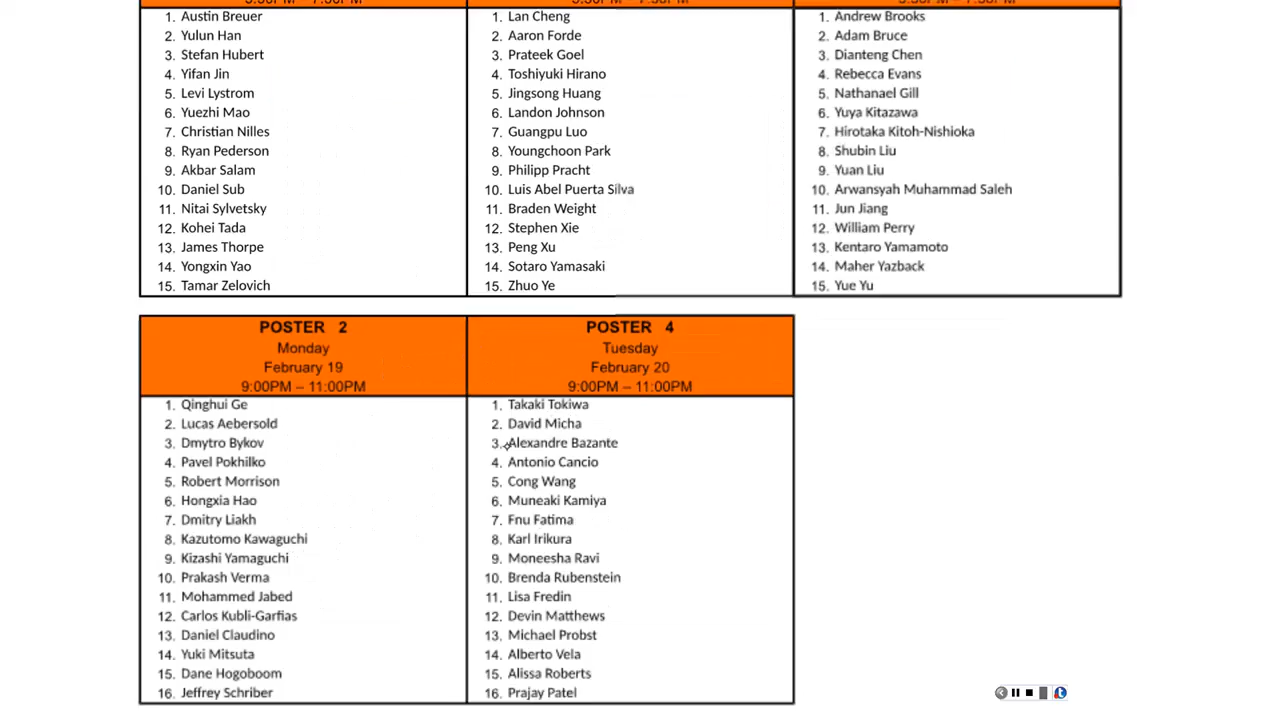 1. Austin Breuer
2. Yulun Han
3. Stefan Hubert
4. Yifan Jin
5. Levi Lystrom
6. Yuezhi Mao
7. Christian Nilles
8. Ryan Pederson
9. Akbar Salam
10. Daniel Sub
11. Nitai Sylvetsky
12. Kohei Tada
13. James Thorpe
14. Yongxin Yao
15. Tamar Zelovich
1. Lan Cheng
2. Aaron Forde
3. Prateek Goel
4. Toshiyuki Hirano
5. Jingsong Huang
6. Landon Johnson
7. Guangpu Luo
8. Youngchoon Park
9. Philipp Pracht
10. Luis Abel Puerta Silva
11. Braden Weight
12. Stephen Xie
13. Peng Xu
14. Sotaro Yamasaki
15. Zhuo Ye
1. Andrew Brooks
2. Adam Bruce
3. Dianteng Chen
4. Rebecca Evans
5. Nathanael Gill
6. Yuya Kitazawa
7. Hirotaka Kitoh-Nishioka
8. Shubin Liu
9. Yuan Liu
10. Arwansyah Muhammad Saleh
11. Jun Jiang
12. William Perry
13. Kentaro Yamamoto
14. Maher Yazback
15. Yue Yu
POSTER 2
Monday
February 19
9:00PM – 11:00PM
1. Qinghui Ge
2. Lucas Aebersold
3. Dmytro Bykov
4. Pavel Pokhilko
5. Robert Morrison
6. Hongxia Hao
7. Dmitry Liakh
8. Kazutomo Kawaguchi
9. Kizashi Yamaguchi
10. Prakash Verma
11. Mohammed Jabed
12. Carlos Kubli-Garfias
13. Daniel Claudino
14. Yuki Mitsuta
15. Dane Hogoboom
16. Jeffrey Schriber
POSTER 4
Tuesday
February 20
9:00PM – 11:00PM
1. Takaki Tokiwa
2. David Micha
3. Alexandre Bazante
4. Antonio Cancio
5. Cong Wang
6. Muneaki Kamiya
7. Fnu Fatima
8. Karl Irikura
9. Moneesha Ravi
10. Brenda Rubenstein
11. Lisa Fredin
12. Devin Matthews
13. Michael Probst
14. Alberto Vela
15. Alissa Roberts
16. Prajay Patel